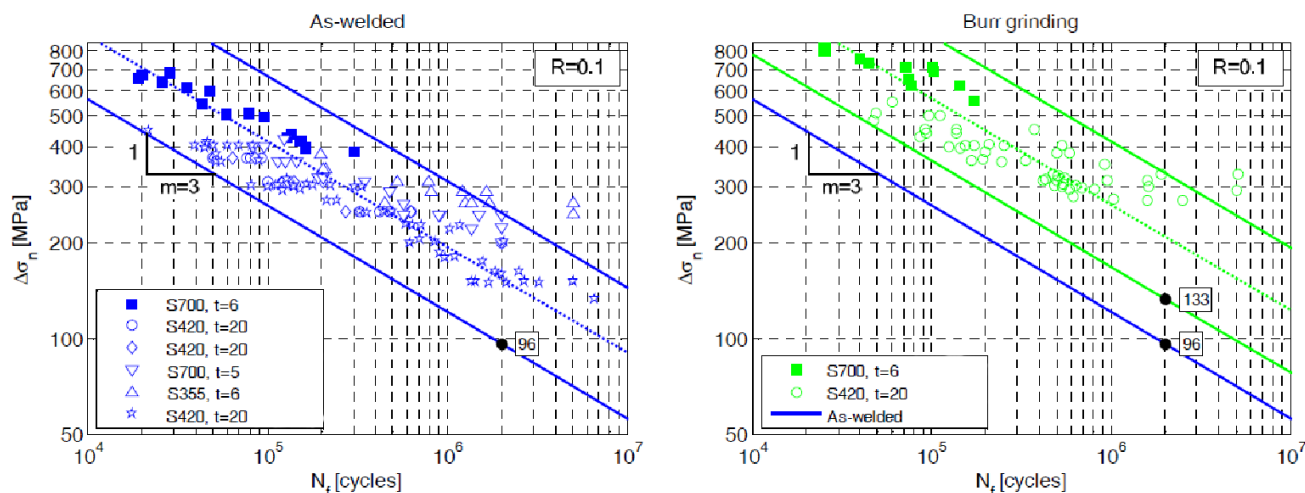 As-welded
800
700
600
500
400
300
200
100
50
Δσn [MPa]
R=0.1
1
m=3
96
S700, t=6
S420, t=20
S420, t=20
S700, t=5
S355, t=6
S420, t=20
10^4
10^5
10^6
10^7
Nf [cycles]
Burr grinding
800
700
600
500
400
300
200
100
50
Δσn [MPa]
R=0.1
1
m=3
133
96
S700, t=6
S420, t=20
As-welded
10^4
10^5
10^6
10^7
Nf [cycles]